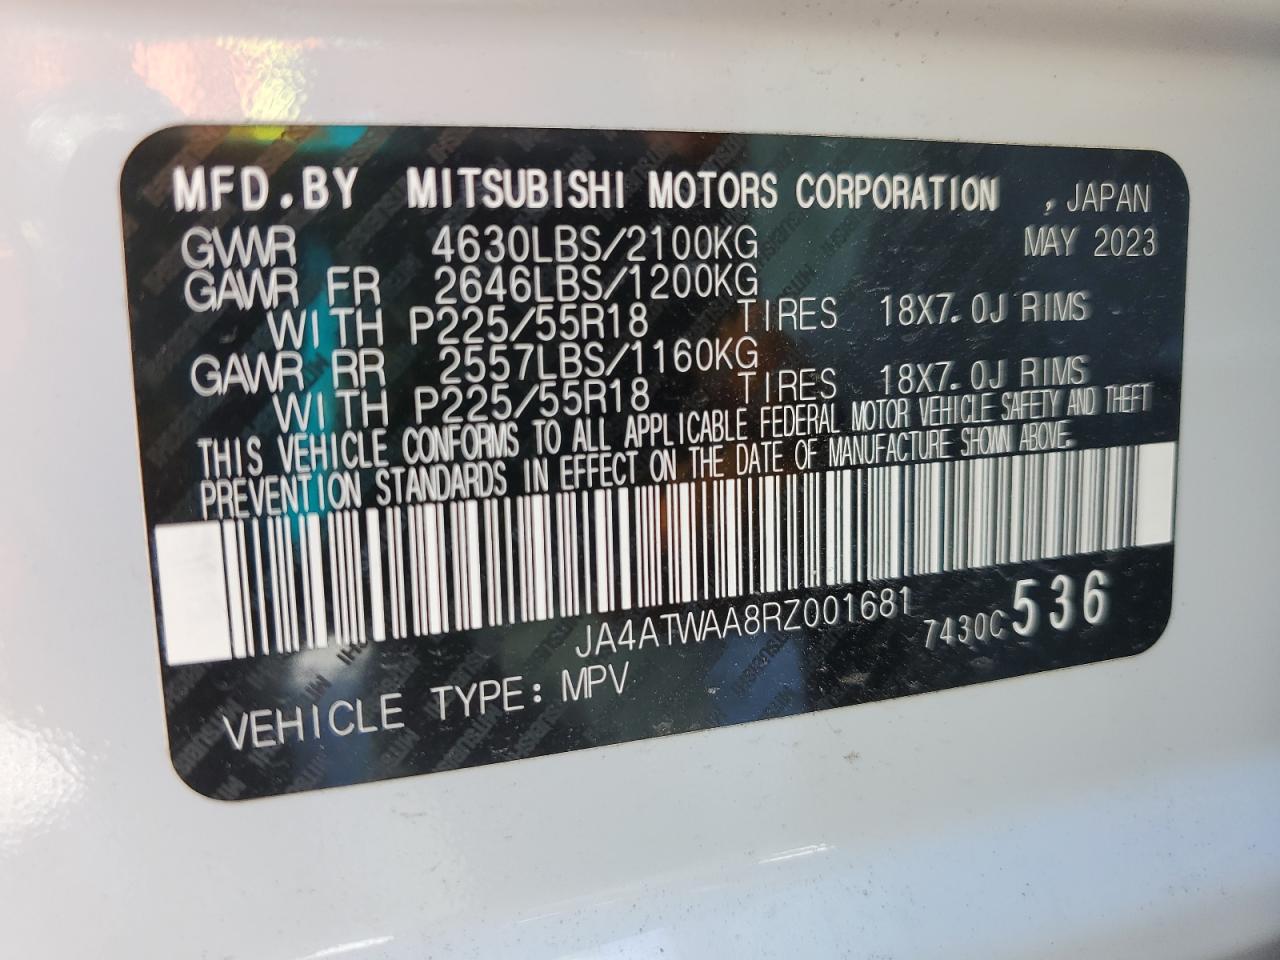 MFD.BY MITSUBISHI MOTORS CORPORATION , JAPAN
GVWR 4630LBS/2100KG MAY 2023
GAWR FR 2646LBS/1200KG
WITH P225/55R18 TIRES 18X7.0J RIMS
GAWR RR 2557LBS/1160KG
WITH P225/55R18 TIRES 18X7.0J RIMS
THIS VEHICLE CONFORMS TO ALL APPLICABLE FEDERAL MOTOR VEHICLE SAFETY AND THEFT
PREVENTION STANDARDS IN EFFECT ON THE DATE OF MANUFACTURE SHOWN ABOVE.
JA4ATWAA8RZ001681 7430C 536
VEHICLE TYPE: MPV